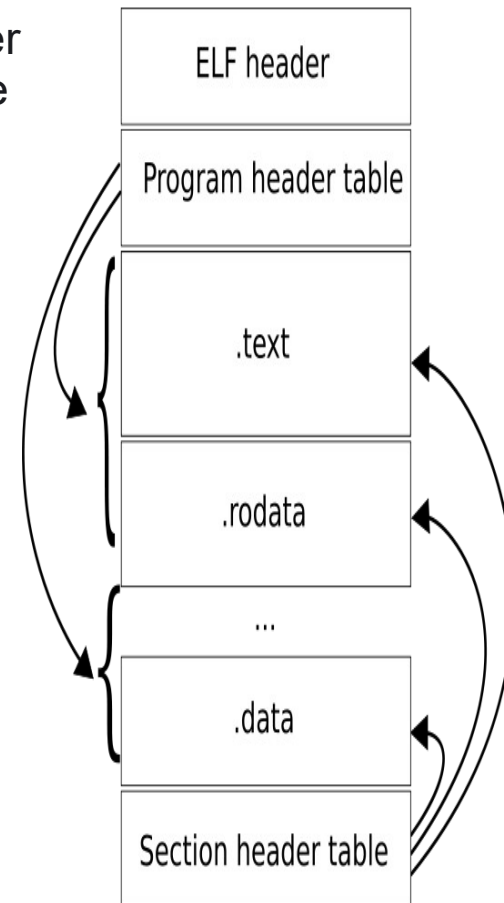 ELF header
Program header table
.text
.rodata
...
.data
Section header table